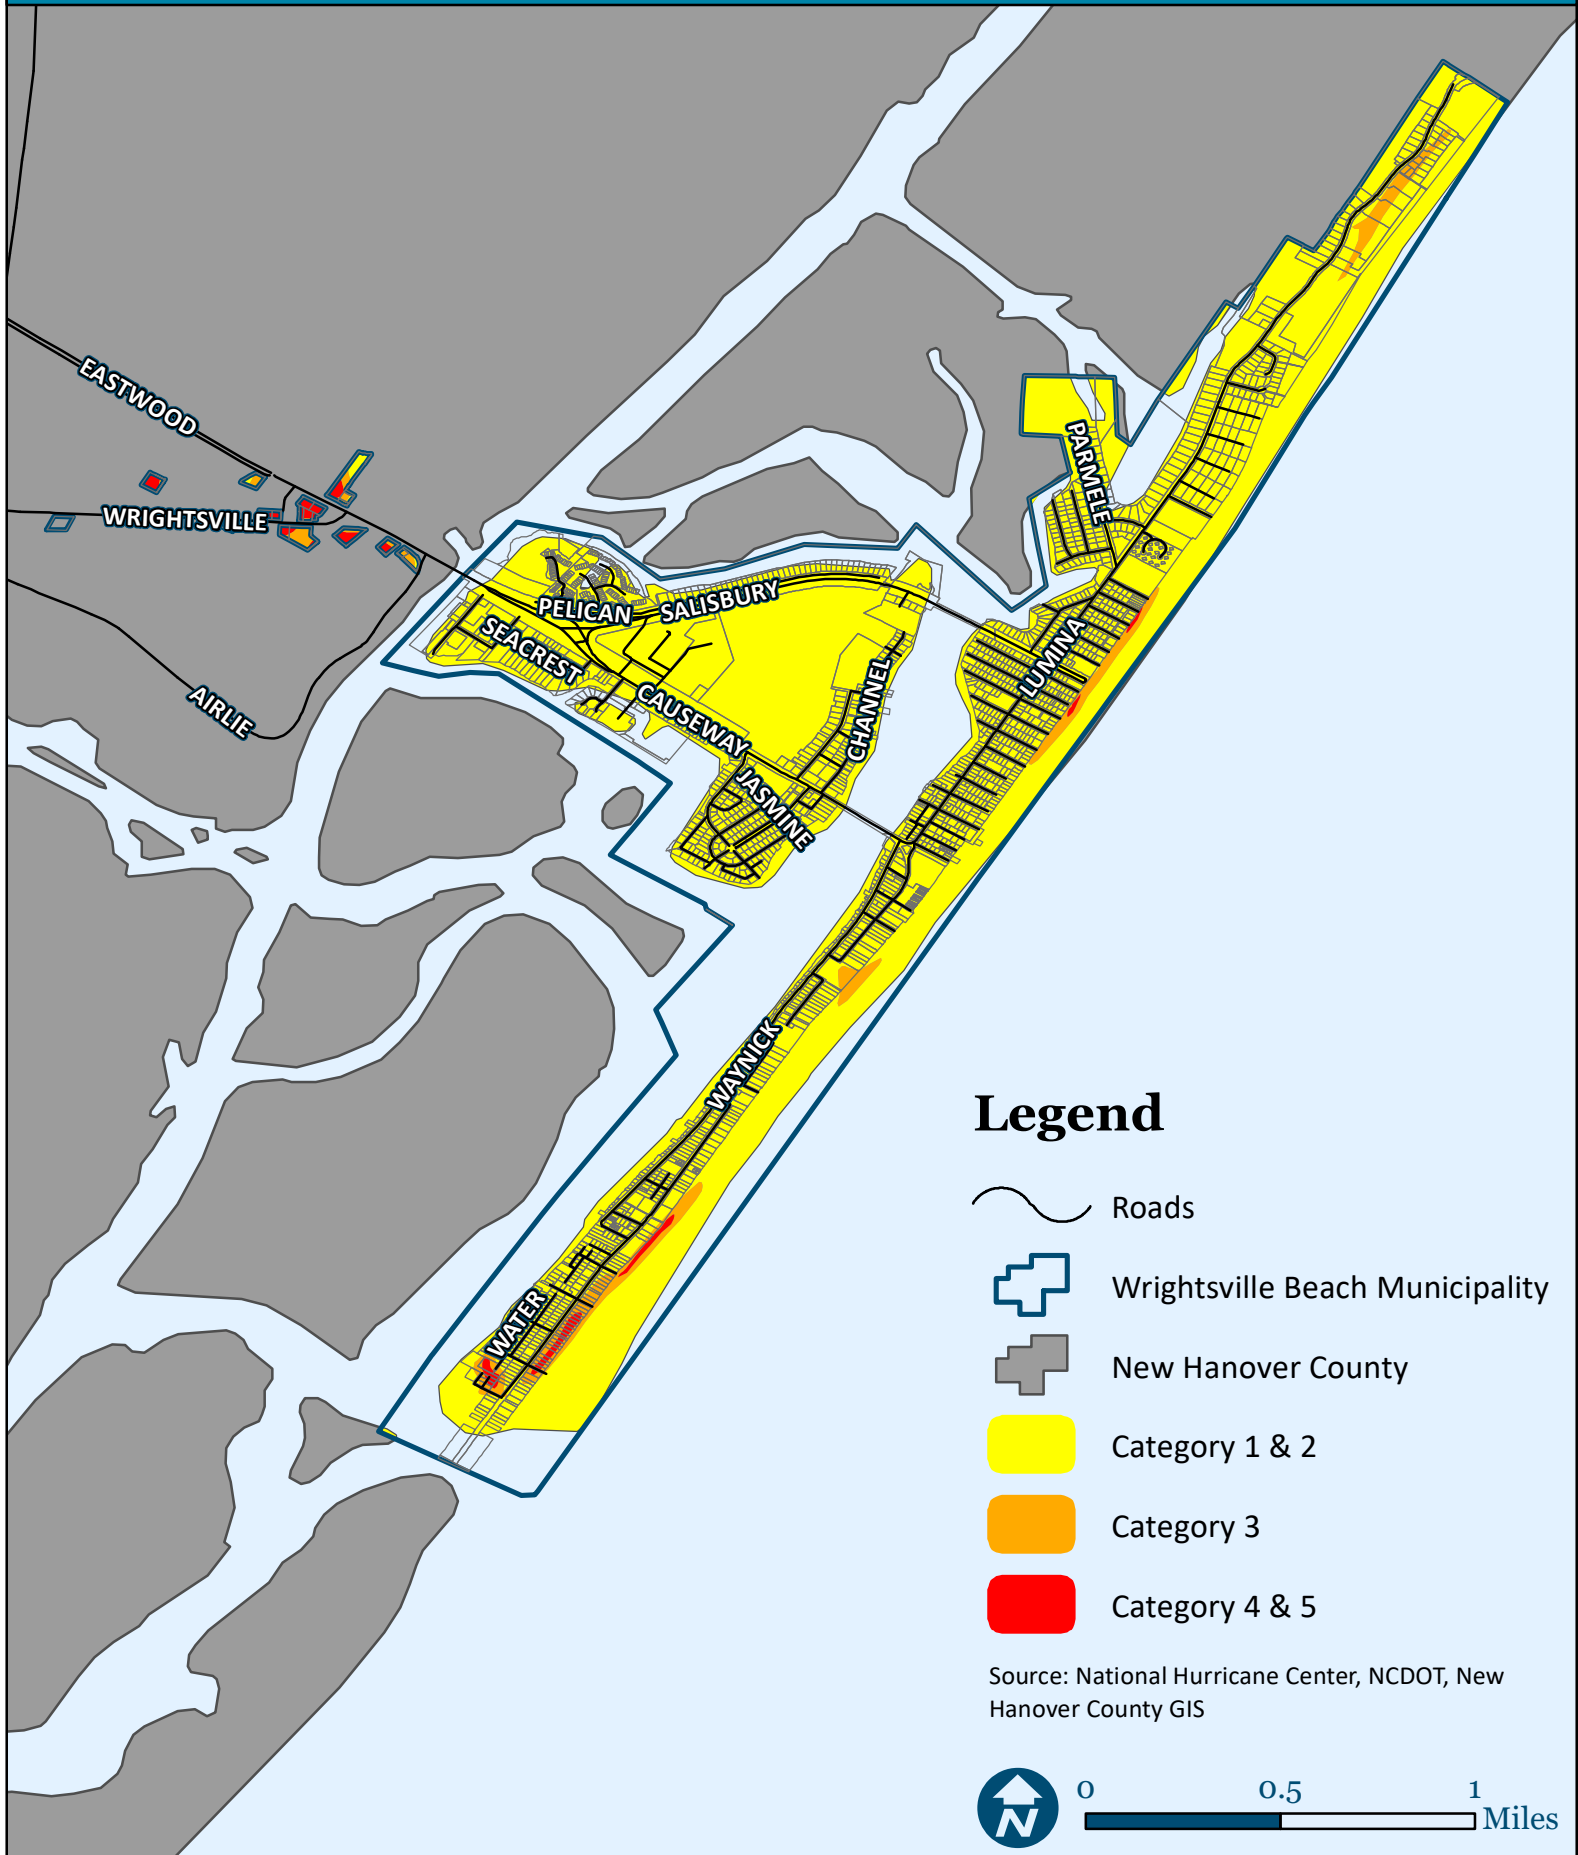 EASTWOOD
WRIGHTSVILLE
AIRLIE
PARMELE
PELICAN
SALISBURY
SEACREST
CAUSEWAY
CHANNEL
LUMINA
JASMINE
WAYNICK
WATER
Legend
Roads
Wrightsville Beach Municipality
New Hanover County
Category 1 & 2
Category 3
Category 4 & 5
Source: National Hurricane Center, NCDOT, New
Hanover County GIS
N
0 0.5 1
Miles